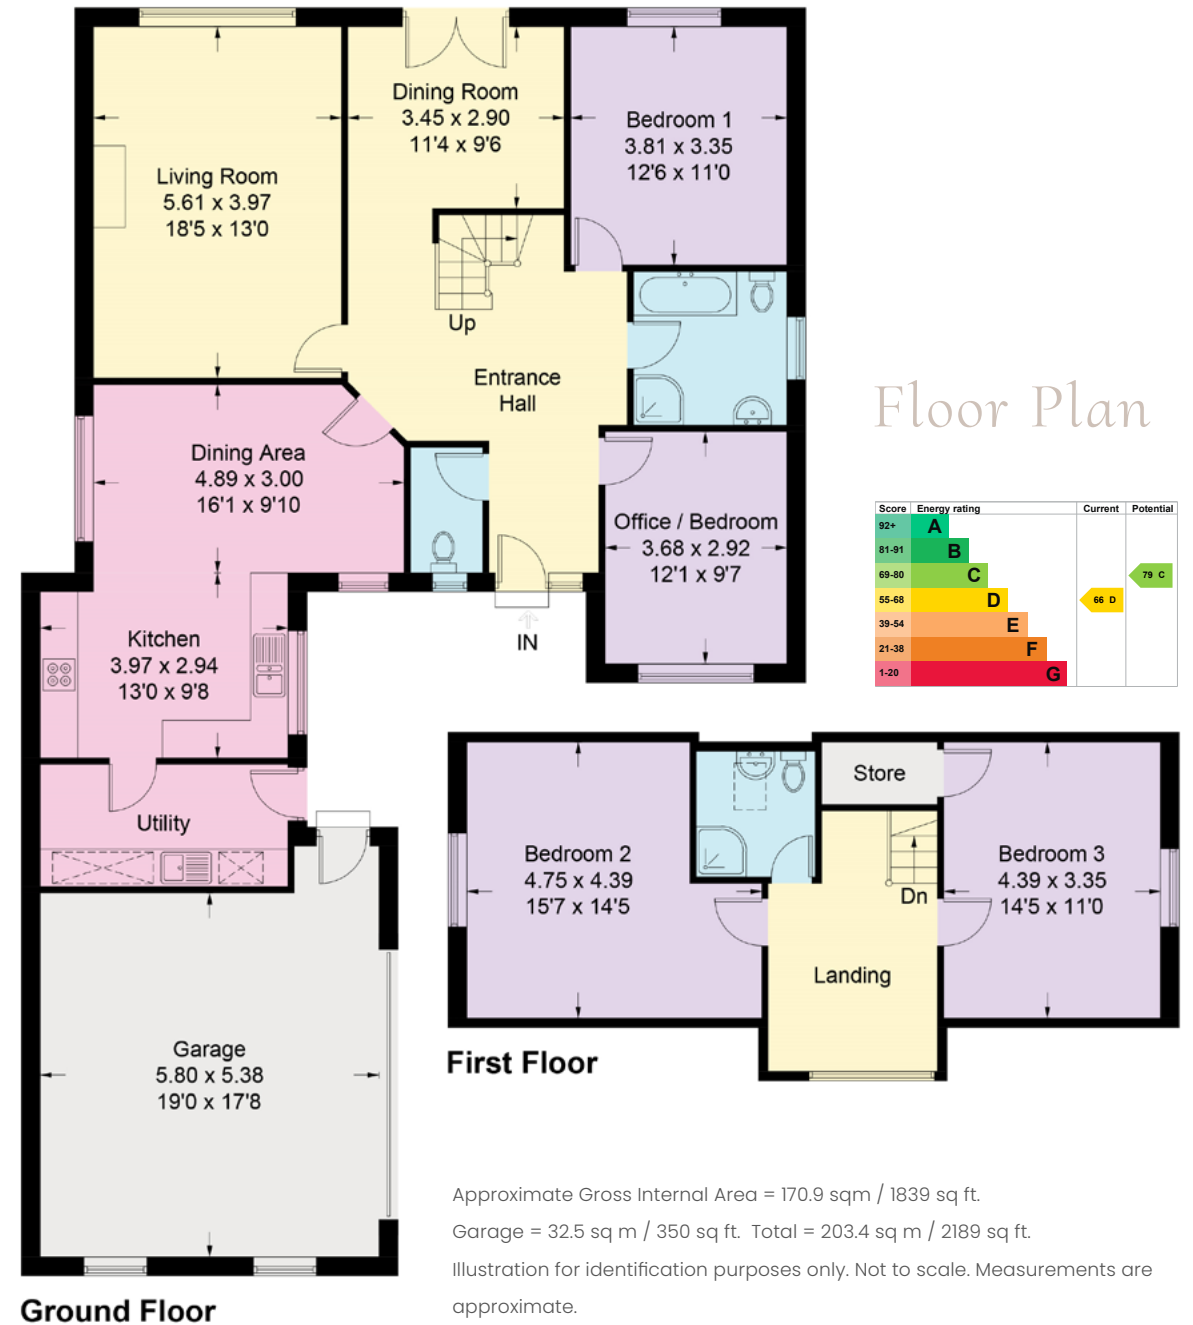 Living Room
5.61 x 3.97
18'5 x 13'0
Dining Room
3.45 x 2.90
11'4 x 9'6
Bedroom 1
3.81 x 3.35
12'6 x 11'0
Up
Entrance
Hall
Dining Area
4.89 x 3.00
16'1 x 9'10
Office / Bedroom
3.68 x 2.92
12'1 x 9'7
IN
Kitchen
3.97 x 2.94
13'0 x 9'8
Utility
Garage
5.80 x 5.38
19'0 x 17'8
Ground Floor
Floor Plan
Score Energy rating Current Potential
92+ A
81-91 B
69-80 C 79 C
55-68 D 66 D
39-54 E
21-38 F
1-20 G
Store
Bedroom 2
4.75 x 4.39
15'7 x 14'5
Dn
Bedroom 3
4.39 x 3.35
14'5 x 11'0
Landing
First Floor
Approximate Gross Internal Area = 170.9 sqm / 1839 sq ft.
Garage = 32.5 sq m / 350 sq ft. Total = 203.4 sq m / 2189 sq ft.
Illustration for identification purposes only. Not to scale. Measurements are
approximate.